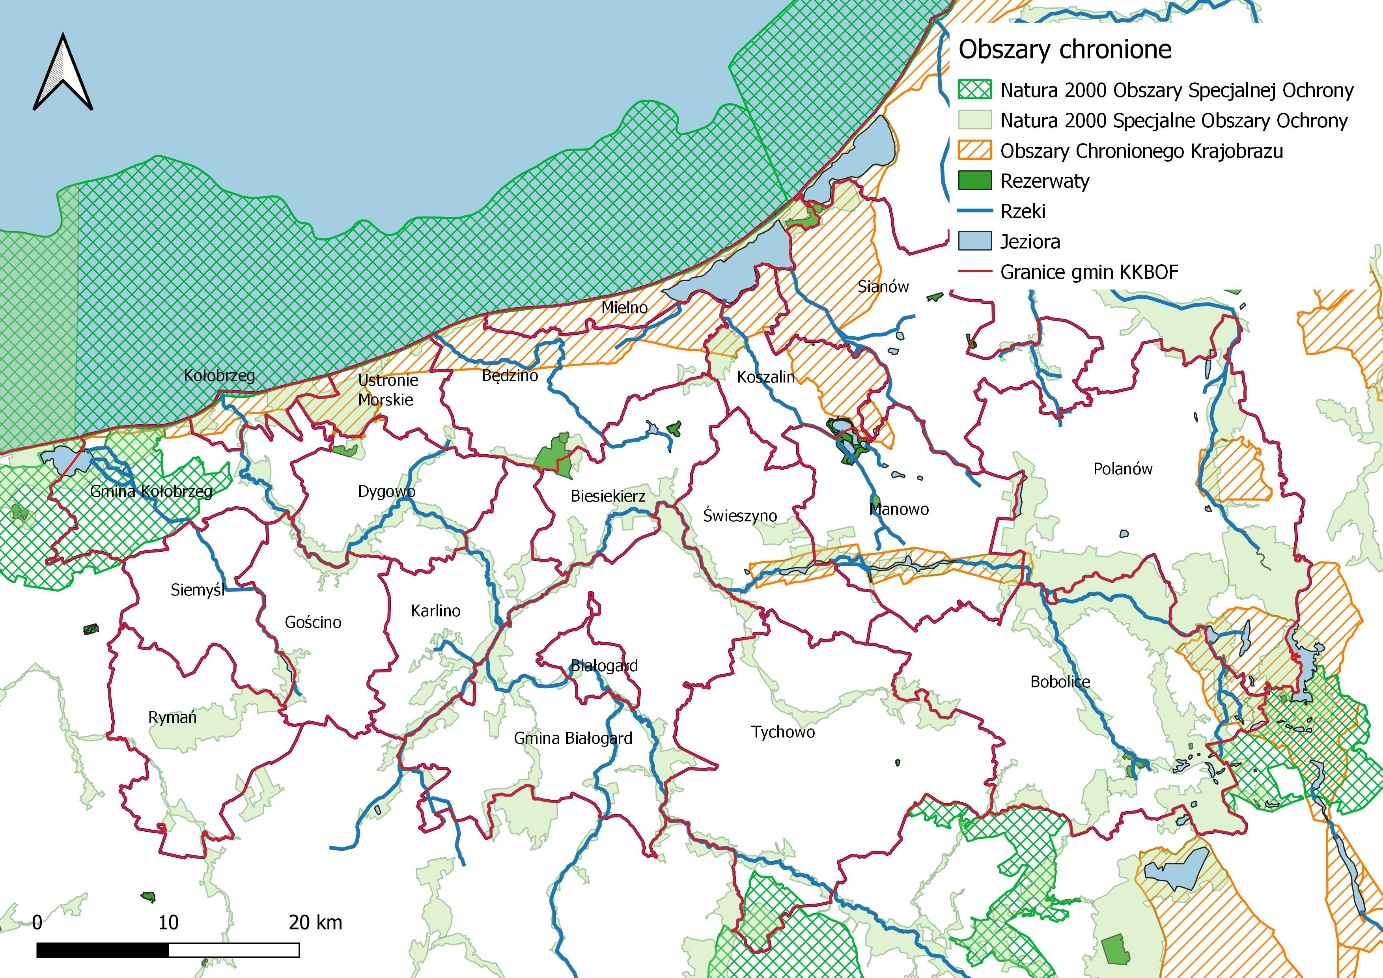 Obszary chronione
Natura 2000 Obszary Specjalnej Ochrony
Natura 2000 Specjalne Obszary Ochrony
Obszary Chronionego Krajobrazu
Rezerwaty
Rzeki
Jeziora
Granice gmin KKBOF
Sianów
Mielno
Kołobrzeg
Ustronie
Morskie
Będzino
Koszalin
Polanów
Gmina Kołobrzeg
Dygowo
Biesiekierz
Świeszyno
Manowo
Siemyśl
Gościno
Karlino
Białogard
Bobolice
Rymań
Gmina Białogard
Tychowo
0 10 20 km